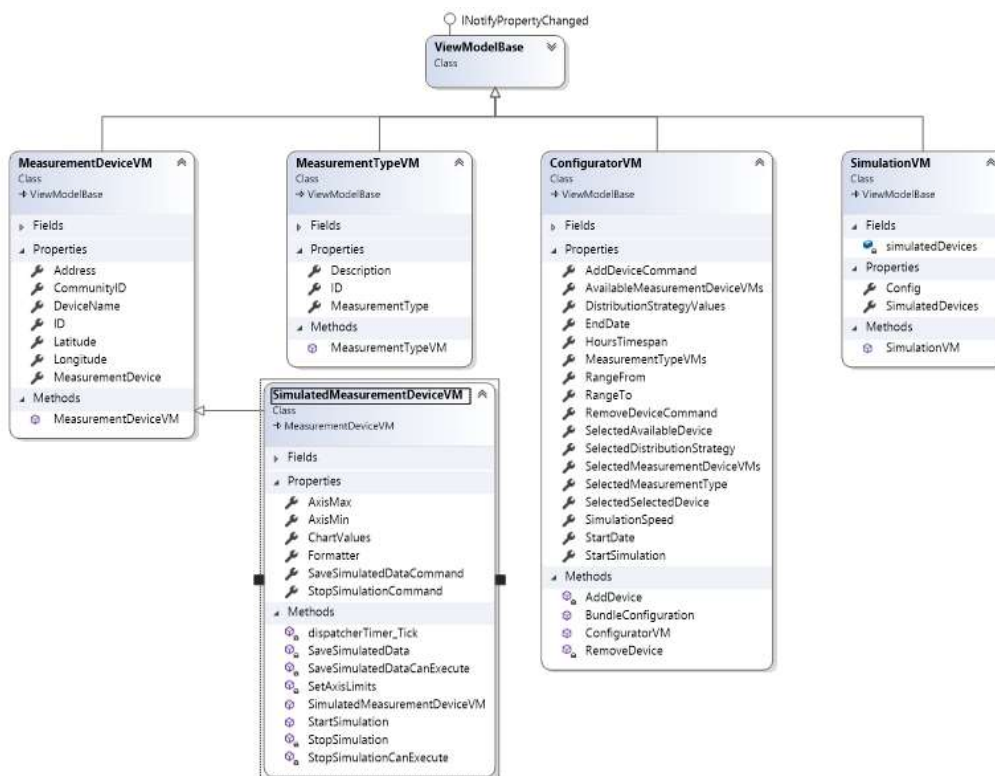 INotifyPropertyChanged
ViewModelBase
Class
MeasurementDeviceVM
Class
ViewModelBase
Fields
Properties
Address
CommunityID
DeviceName
ID
Latitude
Longitude
MeasurementDevice
Methods
MeasurementDeviceVM
MeasurementTypeVM
Class
ViewModelBase
Fields
Properties
Description
ID
MeasurementType
Methods
MeasurementTypeVM
SimulatedMeasurementDeviceVM
Class
MeasurementDeviceVM
Fields
Properties
AxisMax
AxisMin
ChartValues
Formatter
SaveSimulatedDataCommand
StopSimulationCommand
Methods
dispatcherTimer_Tick
SaveSimulatedData
SaveSimulatedDataCanExecute
SetAxisLimits
SimulatedMeasurementDeviceVM
StartSimulation
StopSimulation
StopSimulationCanExecute
ConfiguratorVM
Class
ViewModelBase
Fields
Properties
AddDeviceCommand
AvailableMeasurementDeviceVMs
DistributionStrategyValues
EndDate
HoursTimespan
MeasurementTypeVMs
RangeFrom
RangeTo
RemoveDeviceCommand
SelectedAvailableDevice
SelectedDistributionStrategy
SelectedMeasurementDeviceVMs
SelectedMeasurementType
SelectedSelectedDevice
SimulationSpeed
StartDate
StartSimulation
Methods
AddDevice
BundleConfiguration
ConfiguratorVM
RemoveDevice
SimulationVM
Class
ViewModelBase
Fields
simulatedDevices
Properties
Config
SimulatedDevices
Methods
SimulationVM